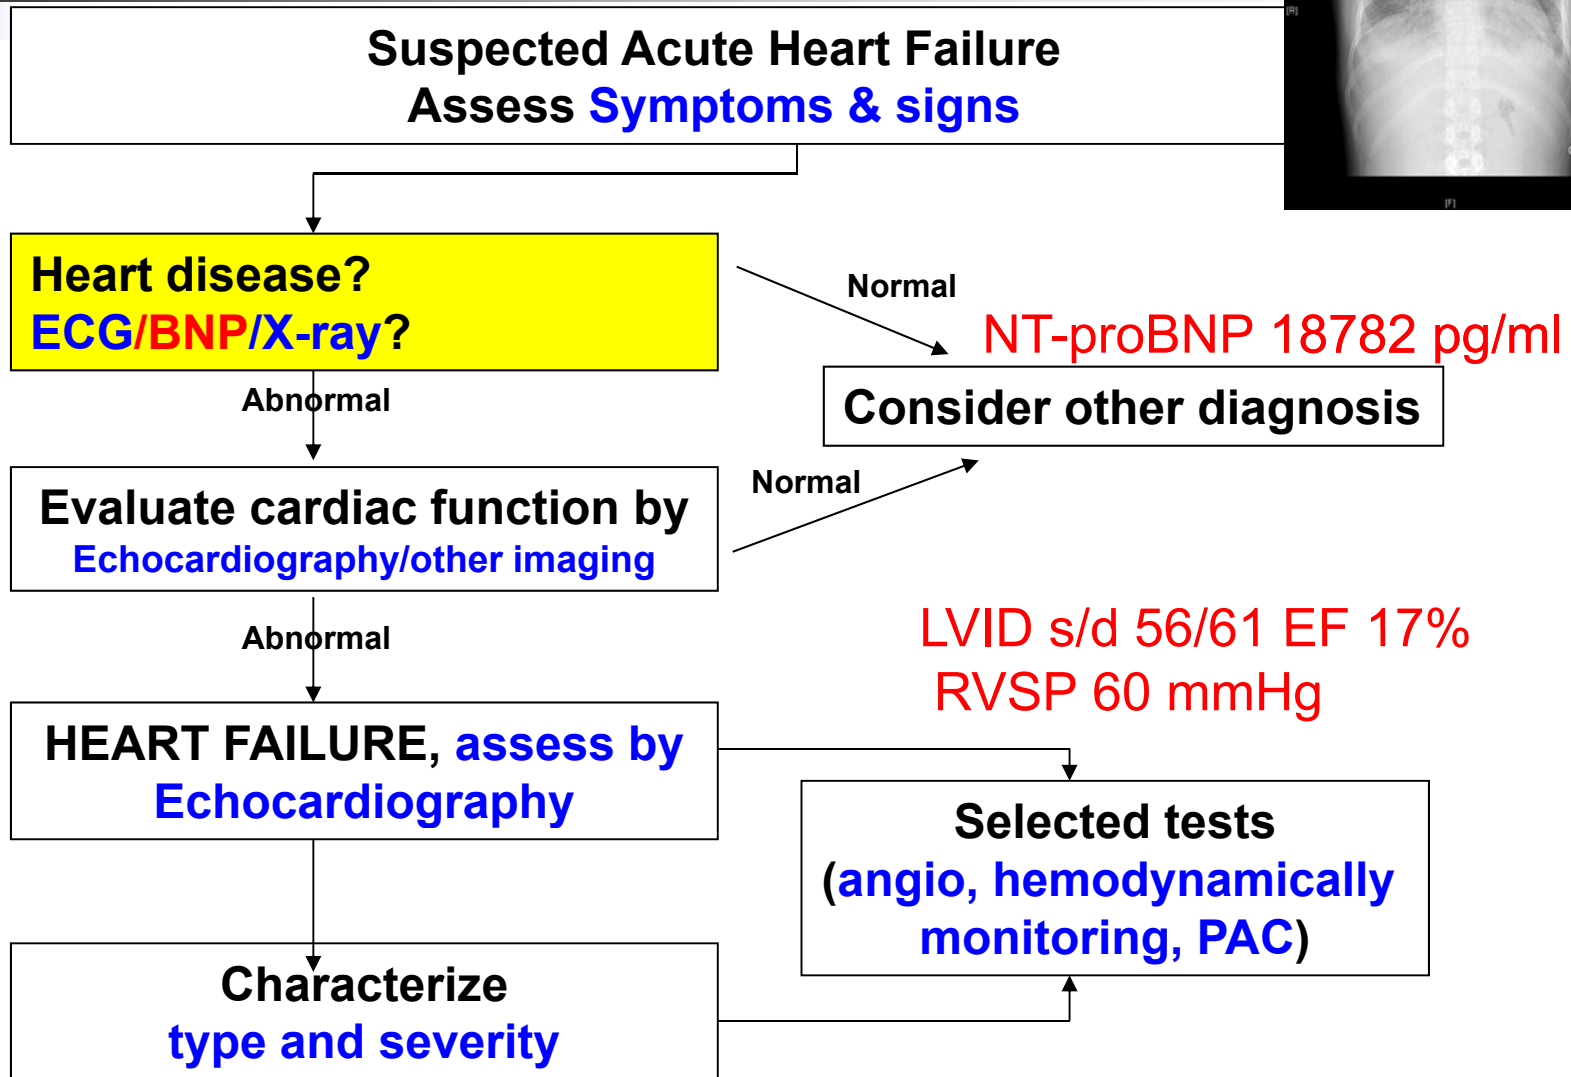 Suspected Acute Heart Failure
Assess Symptoms & signs
[R]
[F]
Heart disease?
ECG/BNP/X-ray?
Normal
NT-proBNP 18782 pg/ml
Consider other diagnosis
Abnormal
Evaluate cardiac function by
Echocardiography/other imaging
Normal
Abnormal
LVID s/d 56/61 EF 17%
RVSP 60 mmHg
HEART FAILURE, assess by
Echocardiography
Selected tests
(angio, hemodynamically
monitoring, PAC)
Characterize
type and severity